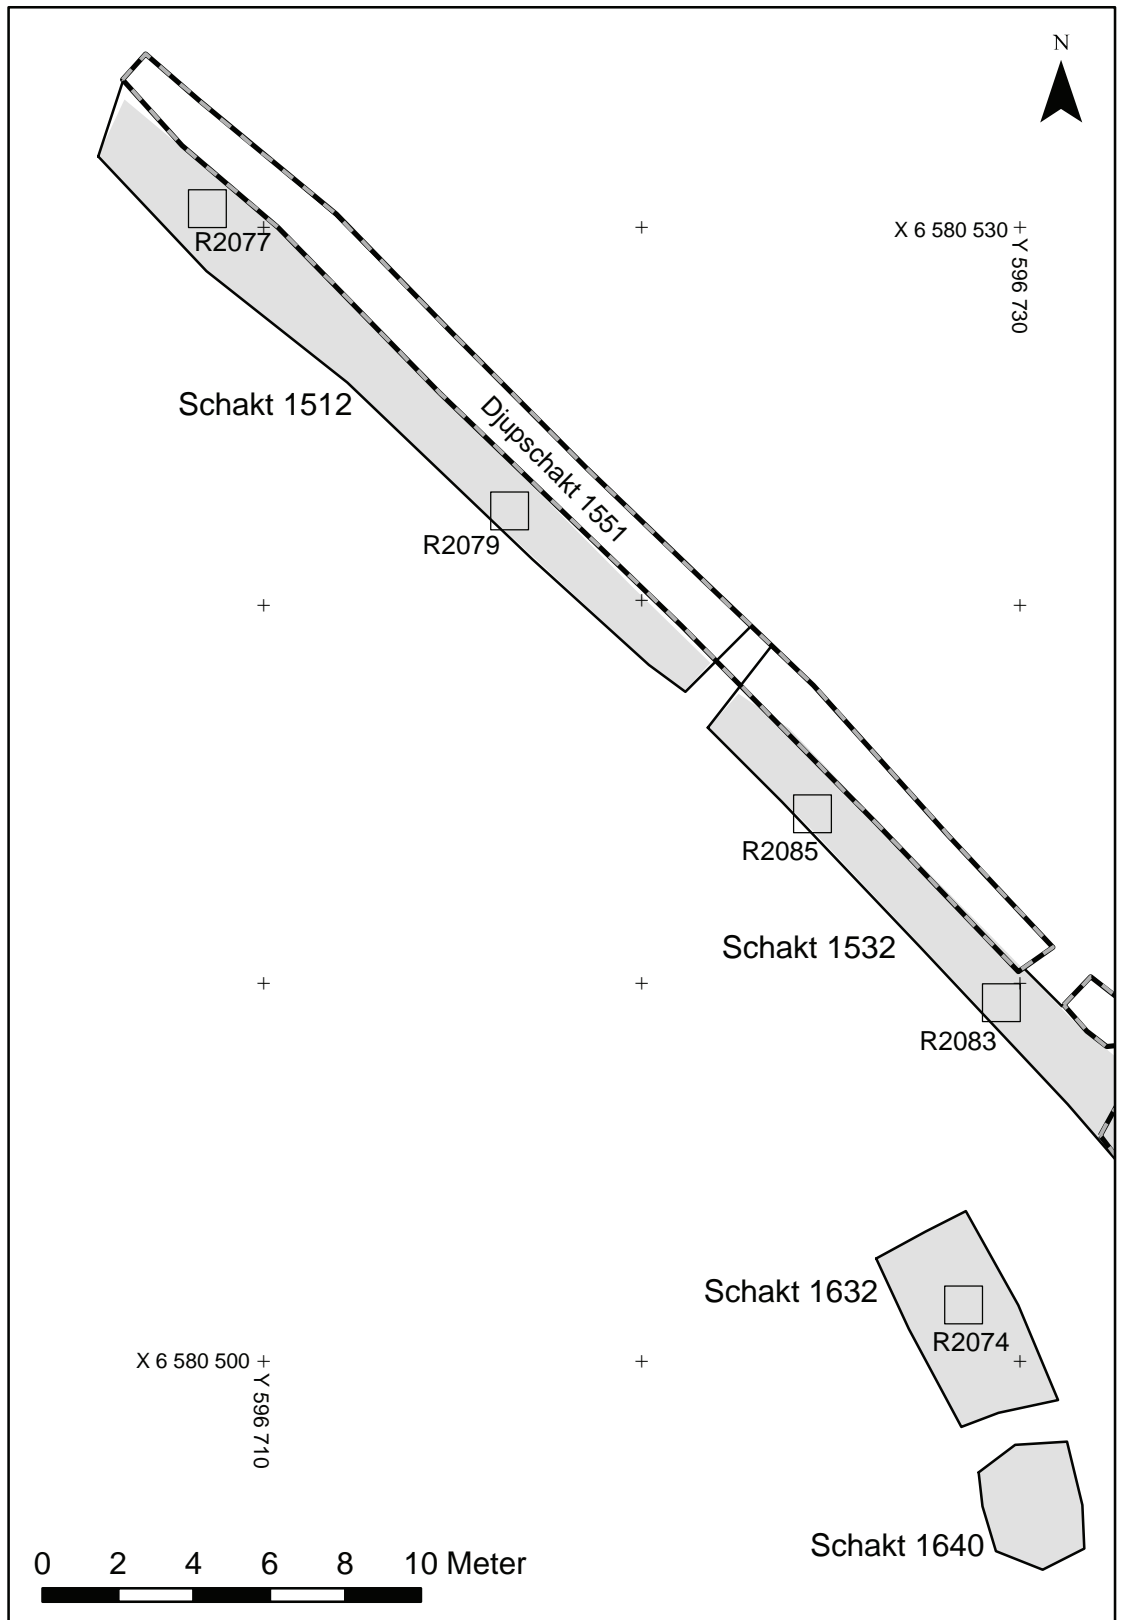 N
X 6 580 530
Y 596 730
R2077
Schakt 1512
Djupschakt 1551
R2079
R2085
Schakt 1532
R2083
Schakt 1632
R2074
X 6 580 500
Y 596 710
Schakt 1640
0 2 4 6 8 10 Meter